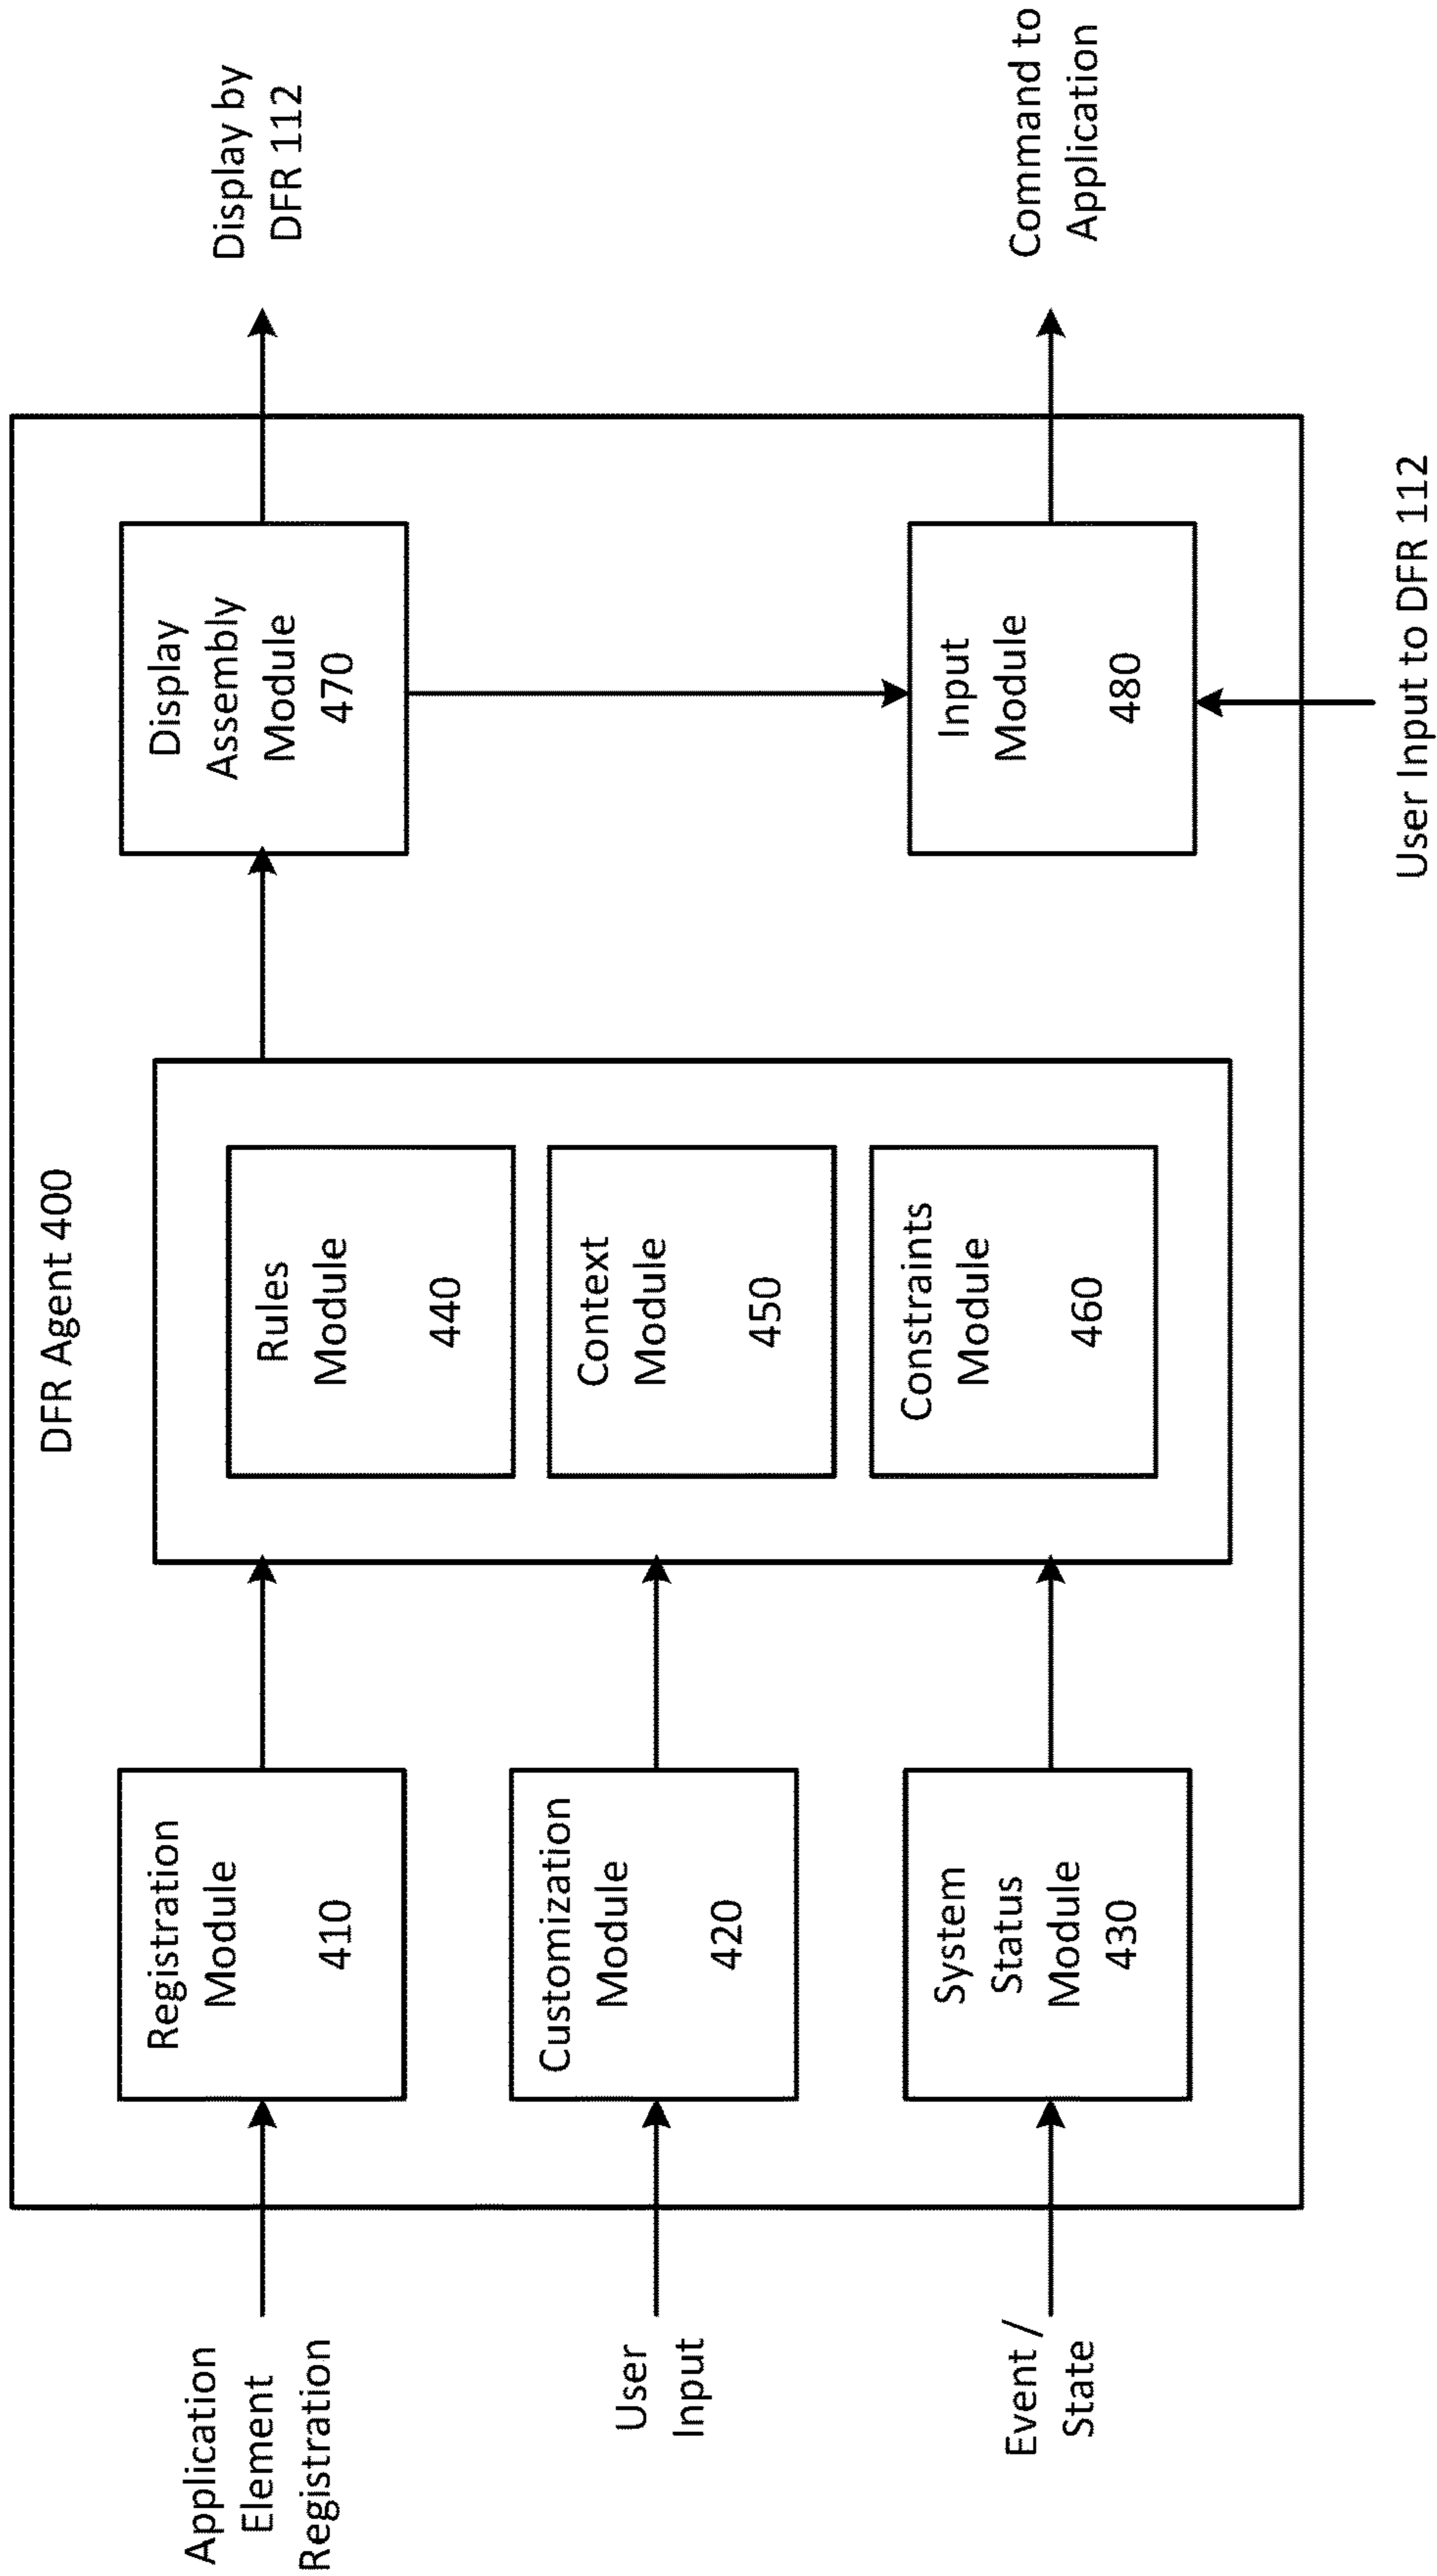 DFR Agent 400
Application
Element
Registration
Registration
Module
410
User
Input
Customization
Module
420
Event /
State
System
Status
Module
430
Rules
Module
440
Context
Module
450
Constraints
Module
460
Display
Assembly
Module
470
Display by
DFR 112
Input
Module
480
Command to
Application
User Input to DFR 112